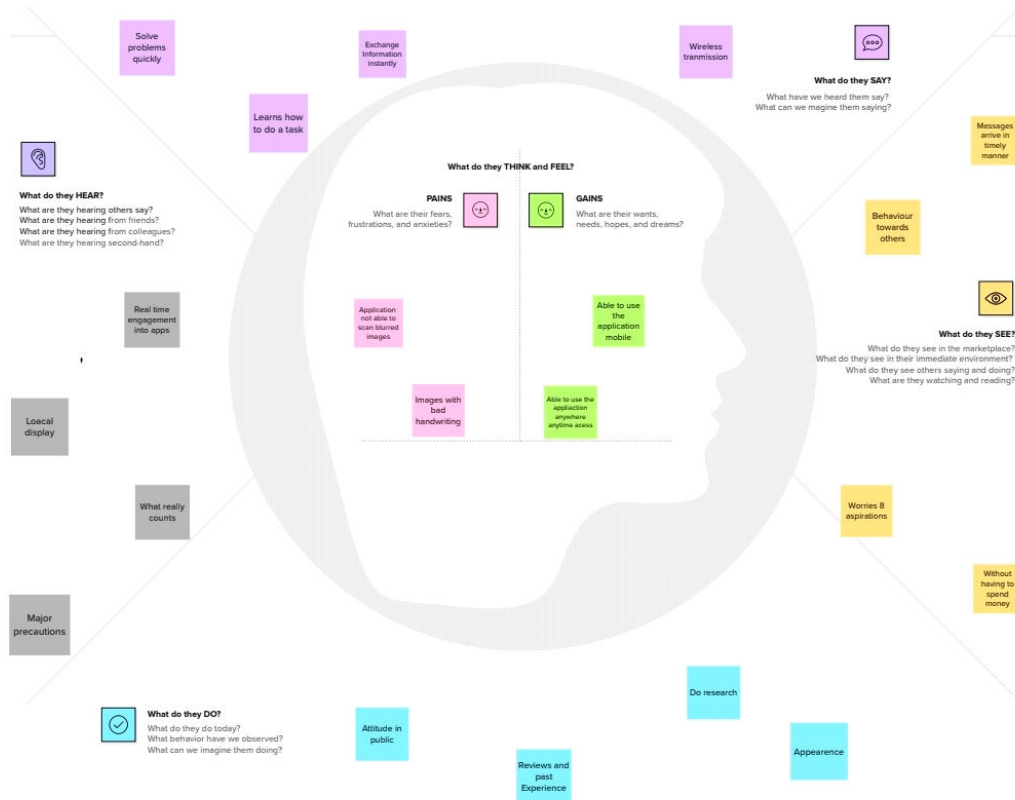 Solve
problems
quickly
Exchange
Information
instantly
Wireless
tranmission
What do they SAY?
What have we heard them say?
What can we magine them saying?
Learns how
to do a task
Messages
arrive in
timely
manner
What do they HEAR?
What are they hearing others say?
What are they hearing from friends?
What are they hearing from colleagues?
What are they hearing second-hand?
What do they THINK and FEEL?
PAINS
What are their fears,
frustrations, and anxieties?
GAINS
What are their wants,
needs, hopes, and dreams?
Behaviour
towards
others
Real time
engagement
into apps
Application
not able to
scan blurred
images
Able to use
the
application
mobile
What do they SEE?
What do they see in the marketplace?
What do they see in their immediate environment?
What do they see others saying and doing?
What are they watching and reading?
Loacal
display
Images with
bad
handwriting
Able to use the
appliaction
anywhere
anytime acess
What really
counts
Worries 8
aspirations
Major
precautions
Without
having to
spend
money
What do they DO?
What do they do today?
What behavior have we observed?
What can we imagine them doing?
Attitude in
public
Do research
Reviews and
past
Experience
Appearence